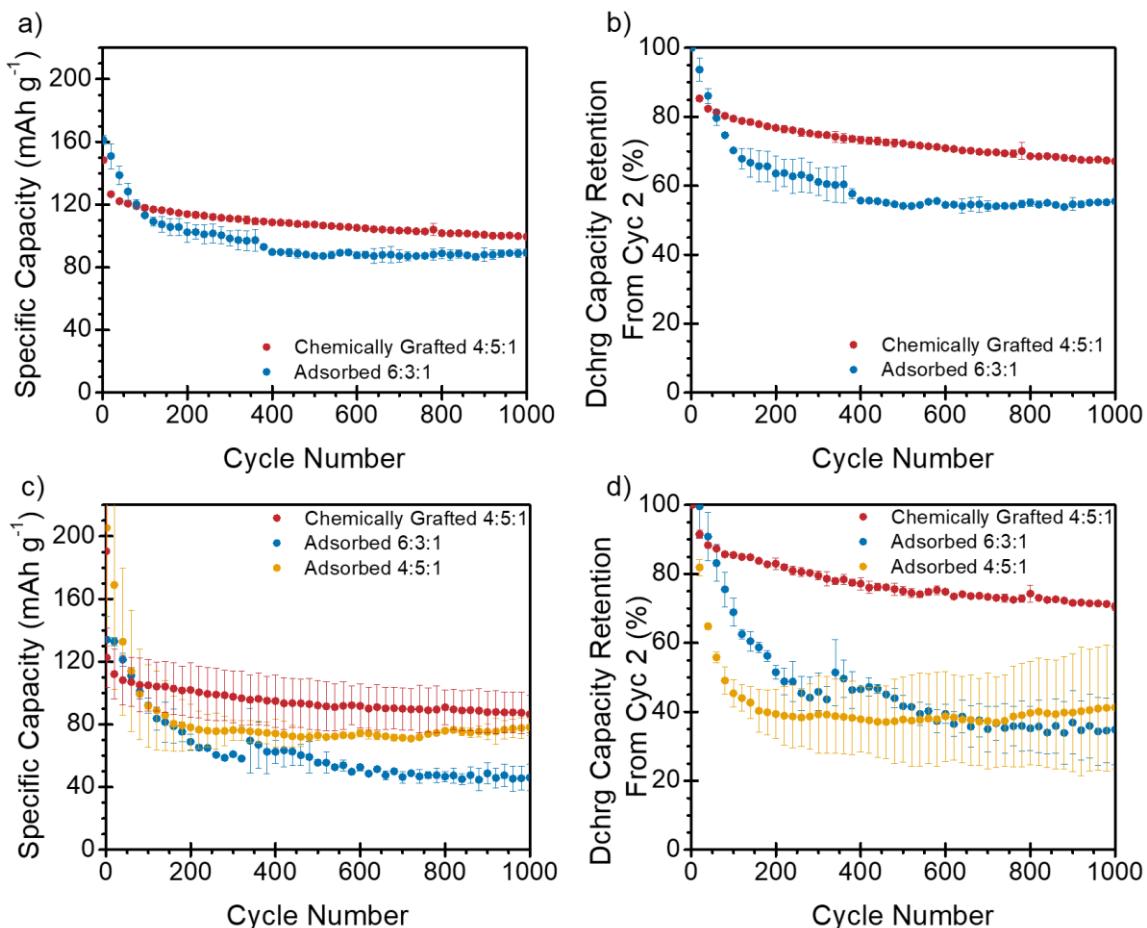 a)
Specific Capacity (mAh g⁻¹)
200
160
120
80
40
0
Chemically Grafted 4:5:1
Adsorbed 6:3:1
0 200 400 600 800 1000
Cycle Number
b)
Dchrg Capacity Retention
From Cyc 2 (%)
100
80
60
40
20
0
Chemically Grafted 4:5:1
Adsorbed 6:3:1
0 200 400 600 800 1000
Cycle Number
c)
Specific Capacity (mAh g⁻¹)
200
160
120
80
40
0
Chemically Grafted 4:5:1
Adsorbed 6:3:1
Adsorbed 4:5:1
0 200 400 600 800 1000
Cycle Number
d)
Dchrg Capacity Retention
From Cyc 2 (%)
100
80
60
40
20
0
Chemically Grafted 4:5:1
Adsorbed 6:3:1
Adsorbed 4:5:1
0 200 400 600 800 1000
Cycle Number